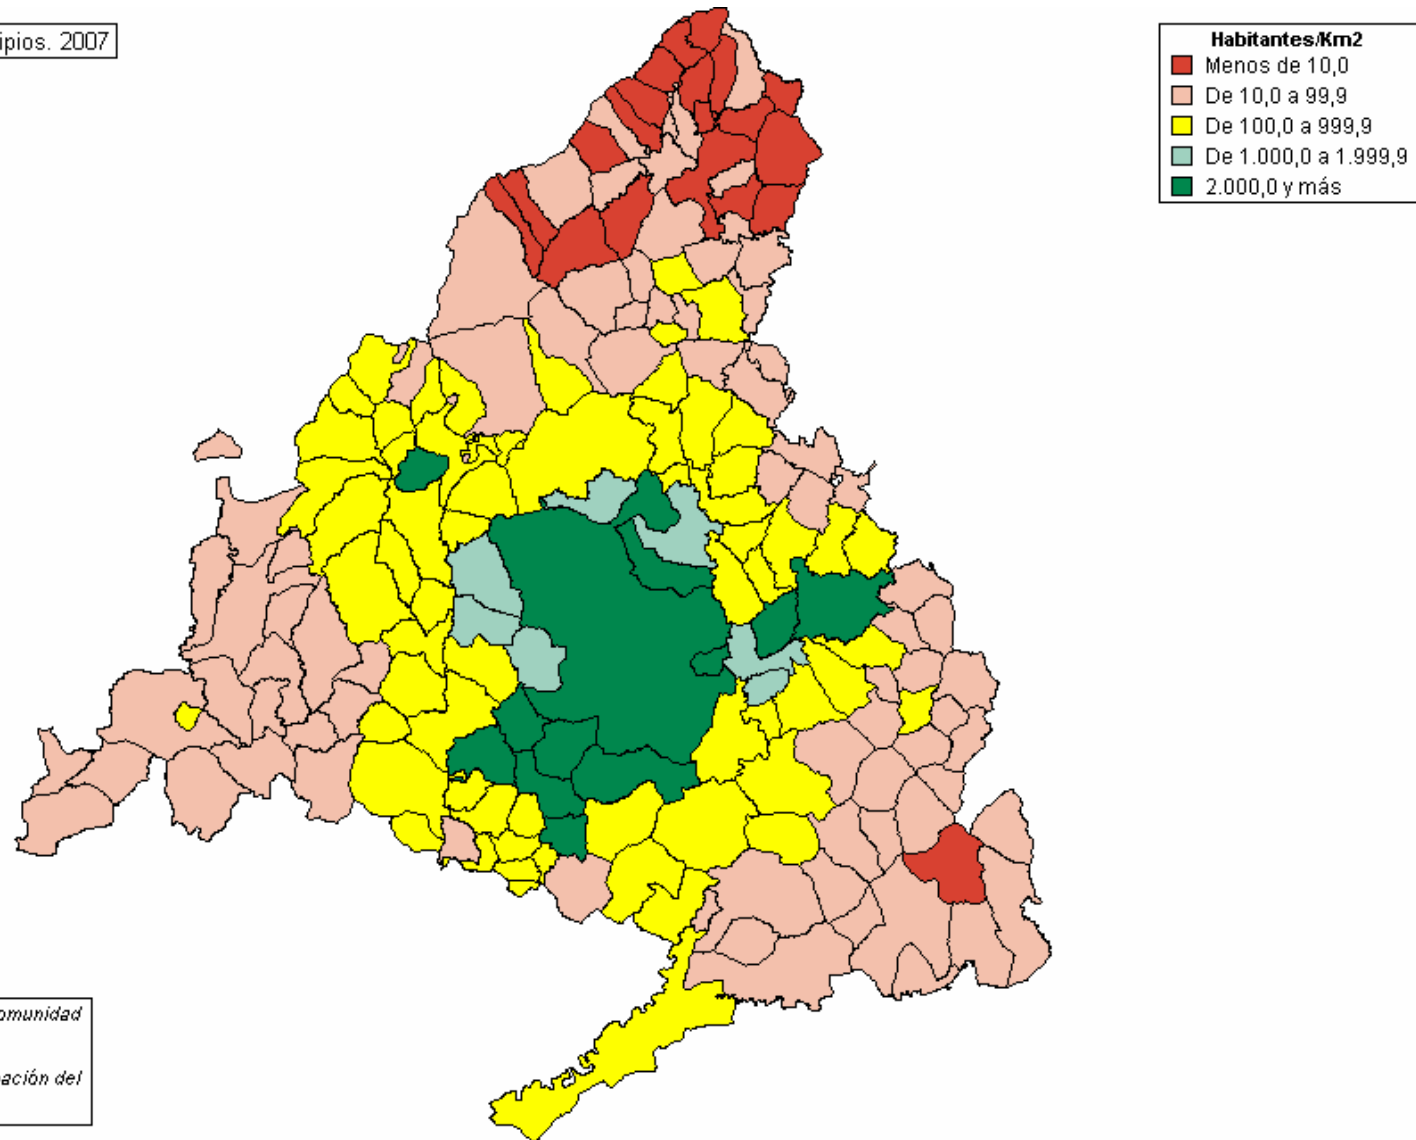 ipios. 2007
Habitantes/Km2
Menos de 10,0
De 10,0 a 99,9
De 100,0 a 999,9
De 1.000,0 a 1.999,9
2.000,0 y más
omunidad
ación del